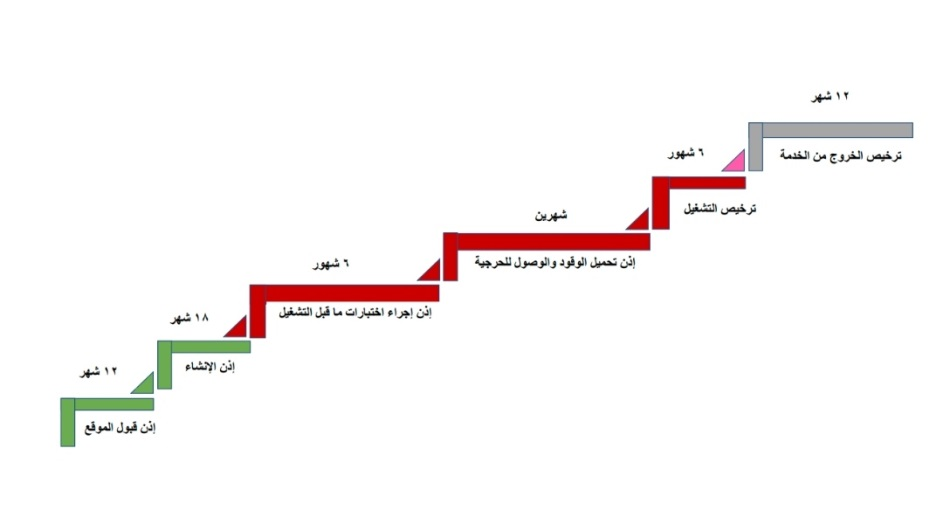 ١٢ شهر
ترخيص الخروج من الخدمة
٦ شهور
ترخيص التشغيل
شهرين
إذن تحميل الوقود والوصول للحرجية
٦ شهور
إذن إجراء اختبارات ما قبل التشغيل
١٨ شهر
إذن الإنشاء
١٢ شهر
إذن قبول الموقع